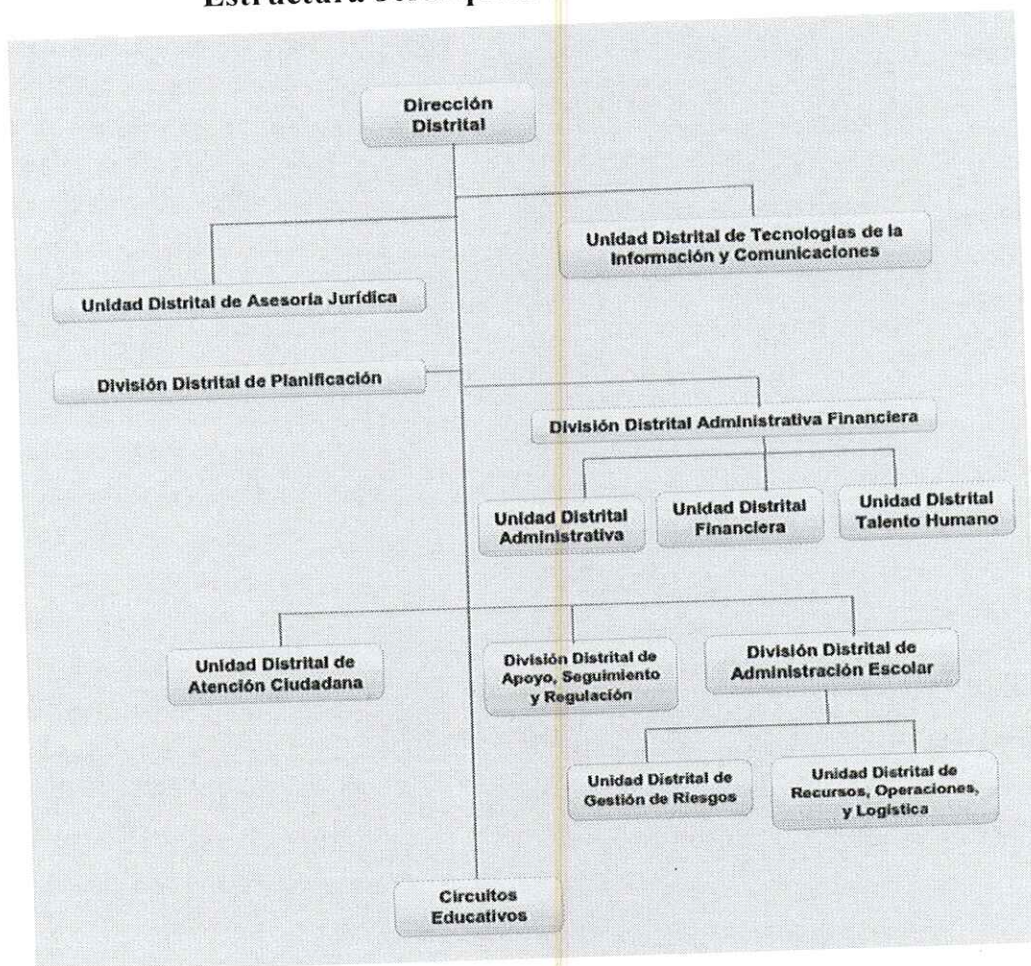 Dirección
Distrital
Unidad Distrital de Tecnologias de la
Información y Comunicaciones
Unidad Distrital de Asesoría Jurídica
División Distrital de Planificación
División Distrital Administrativa Financiera
Unidad Distrital
Administrativa
Unidad Distrital
Financiera
Unidad Distrital
Talento Humano
Unidad Distrital de
Atención Ciudadana
División Distrital de
Apoyo, Seguimiento
y Regulación
División Distrital de
Administración Escolar
Unidad Distrital de
Gestión de Riesgos
Unidad Distrital de
Recursos, Operaciones,
y Logística
Circuitos
Educativos